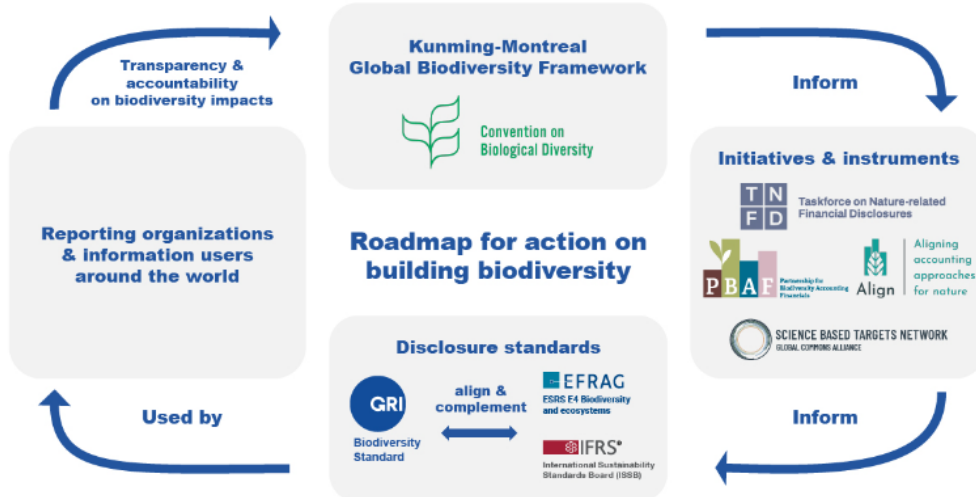 Transparency &
accountability
on biodiversity impacts
Kunming-Montreal
Global Biodiversity Framework
Convention on
Biological Diversity
Inform
Initiatives & instruments
TN
FD
Taskforce on Nature-related
Financial Disclosures
PBAF
Partnership for
Biodiversity Accounting
Financials
Align
Aligning
accounting
approaches
for nature
SCIENCE BASED TARGETS NETWORK
GLOBAL COMMONS ALLIANCE
Reporting organizations
& information users
around the world
Roadmap for action on
building biodiversity
Disclosure standards
GRI
Biodiversity
Standard
align &
complement
EFRAG
ESRS E4 Biodiversity
and ecosystems
IFRS®
International Sustainability
Standards Board (ISSB)
Used by
Inform